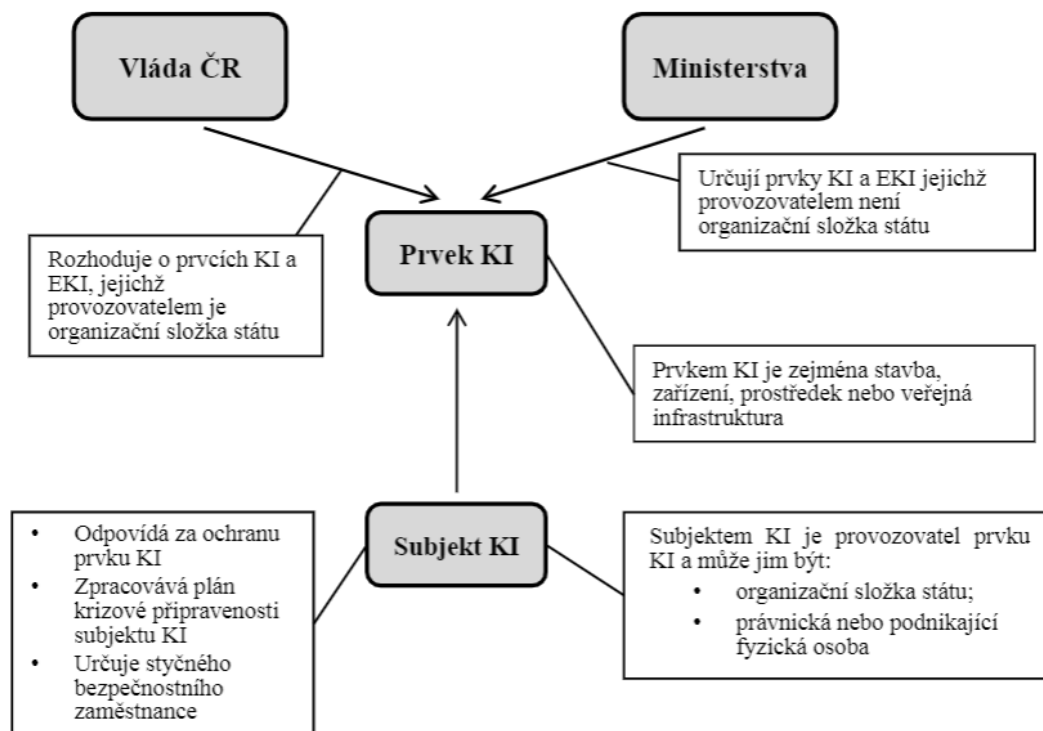 Vláda ČR
Ministerstva
Určují prvky KI a EKI jejichž
provozovatelem není
organizační složka státu
Rozhoduje o prvcích KI a
EKI, jejichž
provozovatelem je
organizační složka státu
Prvek KI
Prvkem KI je zejména stavba,
zařízení, prostředek nebo veřejná
infrastruktura
• Odpovídá za ochranu
prvku KI
• Zpracovává plán
krizové připravenosti
subjektu KI
• Určuje styčného
bezpečnostního
zaměstnance
Subjekt KI
Subjektem KI je provozovatel prvku
KI a může jim být:
• organizační složka státu;
• právnická nebo podnikající
fyzická osoba